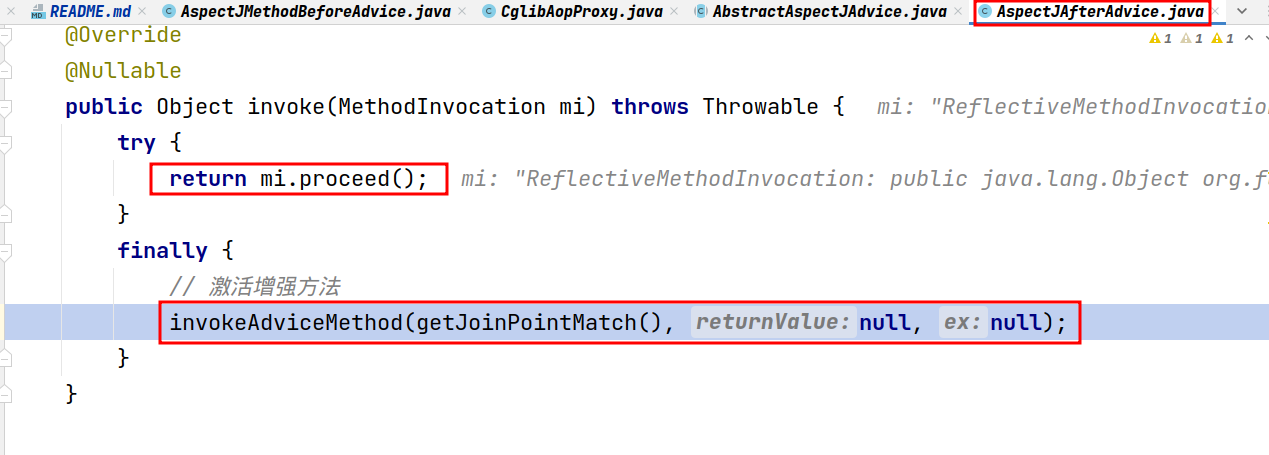 README.md AspectJMethodBeforeAdvice.java CglibAopProxy.java AbstractAspectJAdvice.java AspectJAfterAdvice.java
@Override
1 1 1
@Nullable
public Object invoke(MethodInvocation mi) throws Throwable { mi: "ReflectiveMethodInvocation
try {
return mi.proceed(); mi: "ReflectiveMethodInvocation: public java.lang.Object org.f
}
finally {
// 激活增强方法
invokeAdviceMethod(getJoinPointMatch(), returnValue: null, ex: null);
}
}